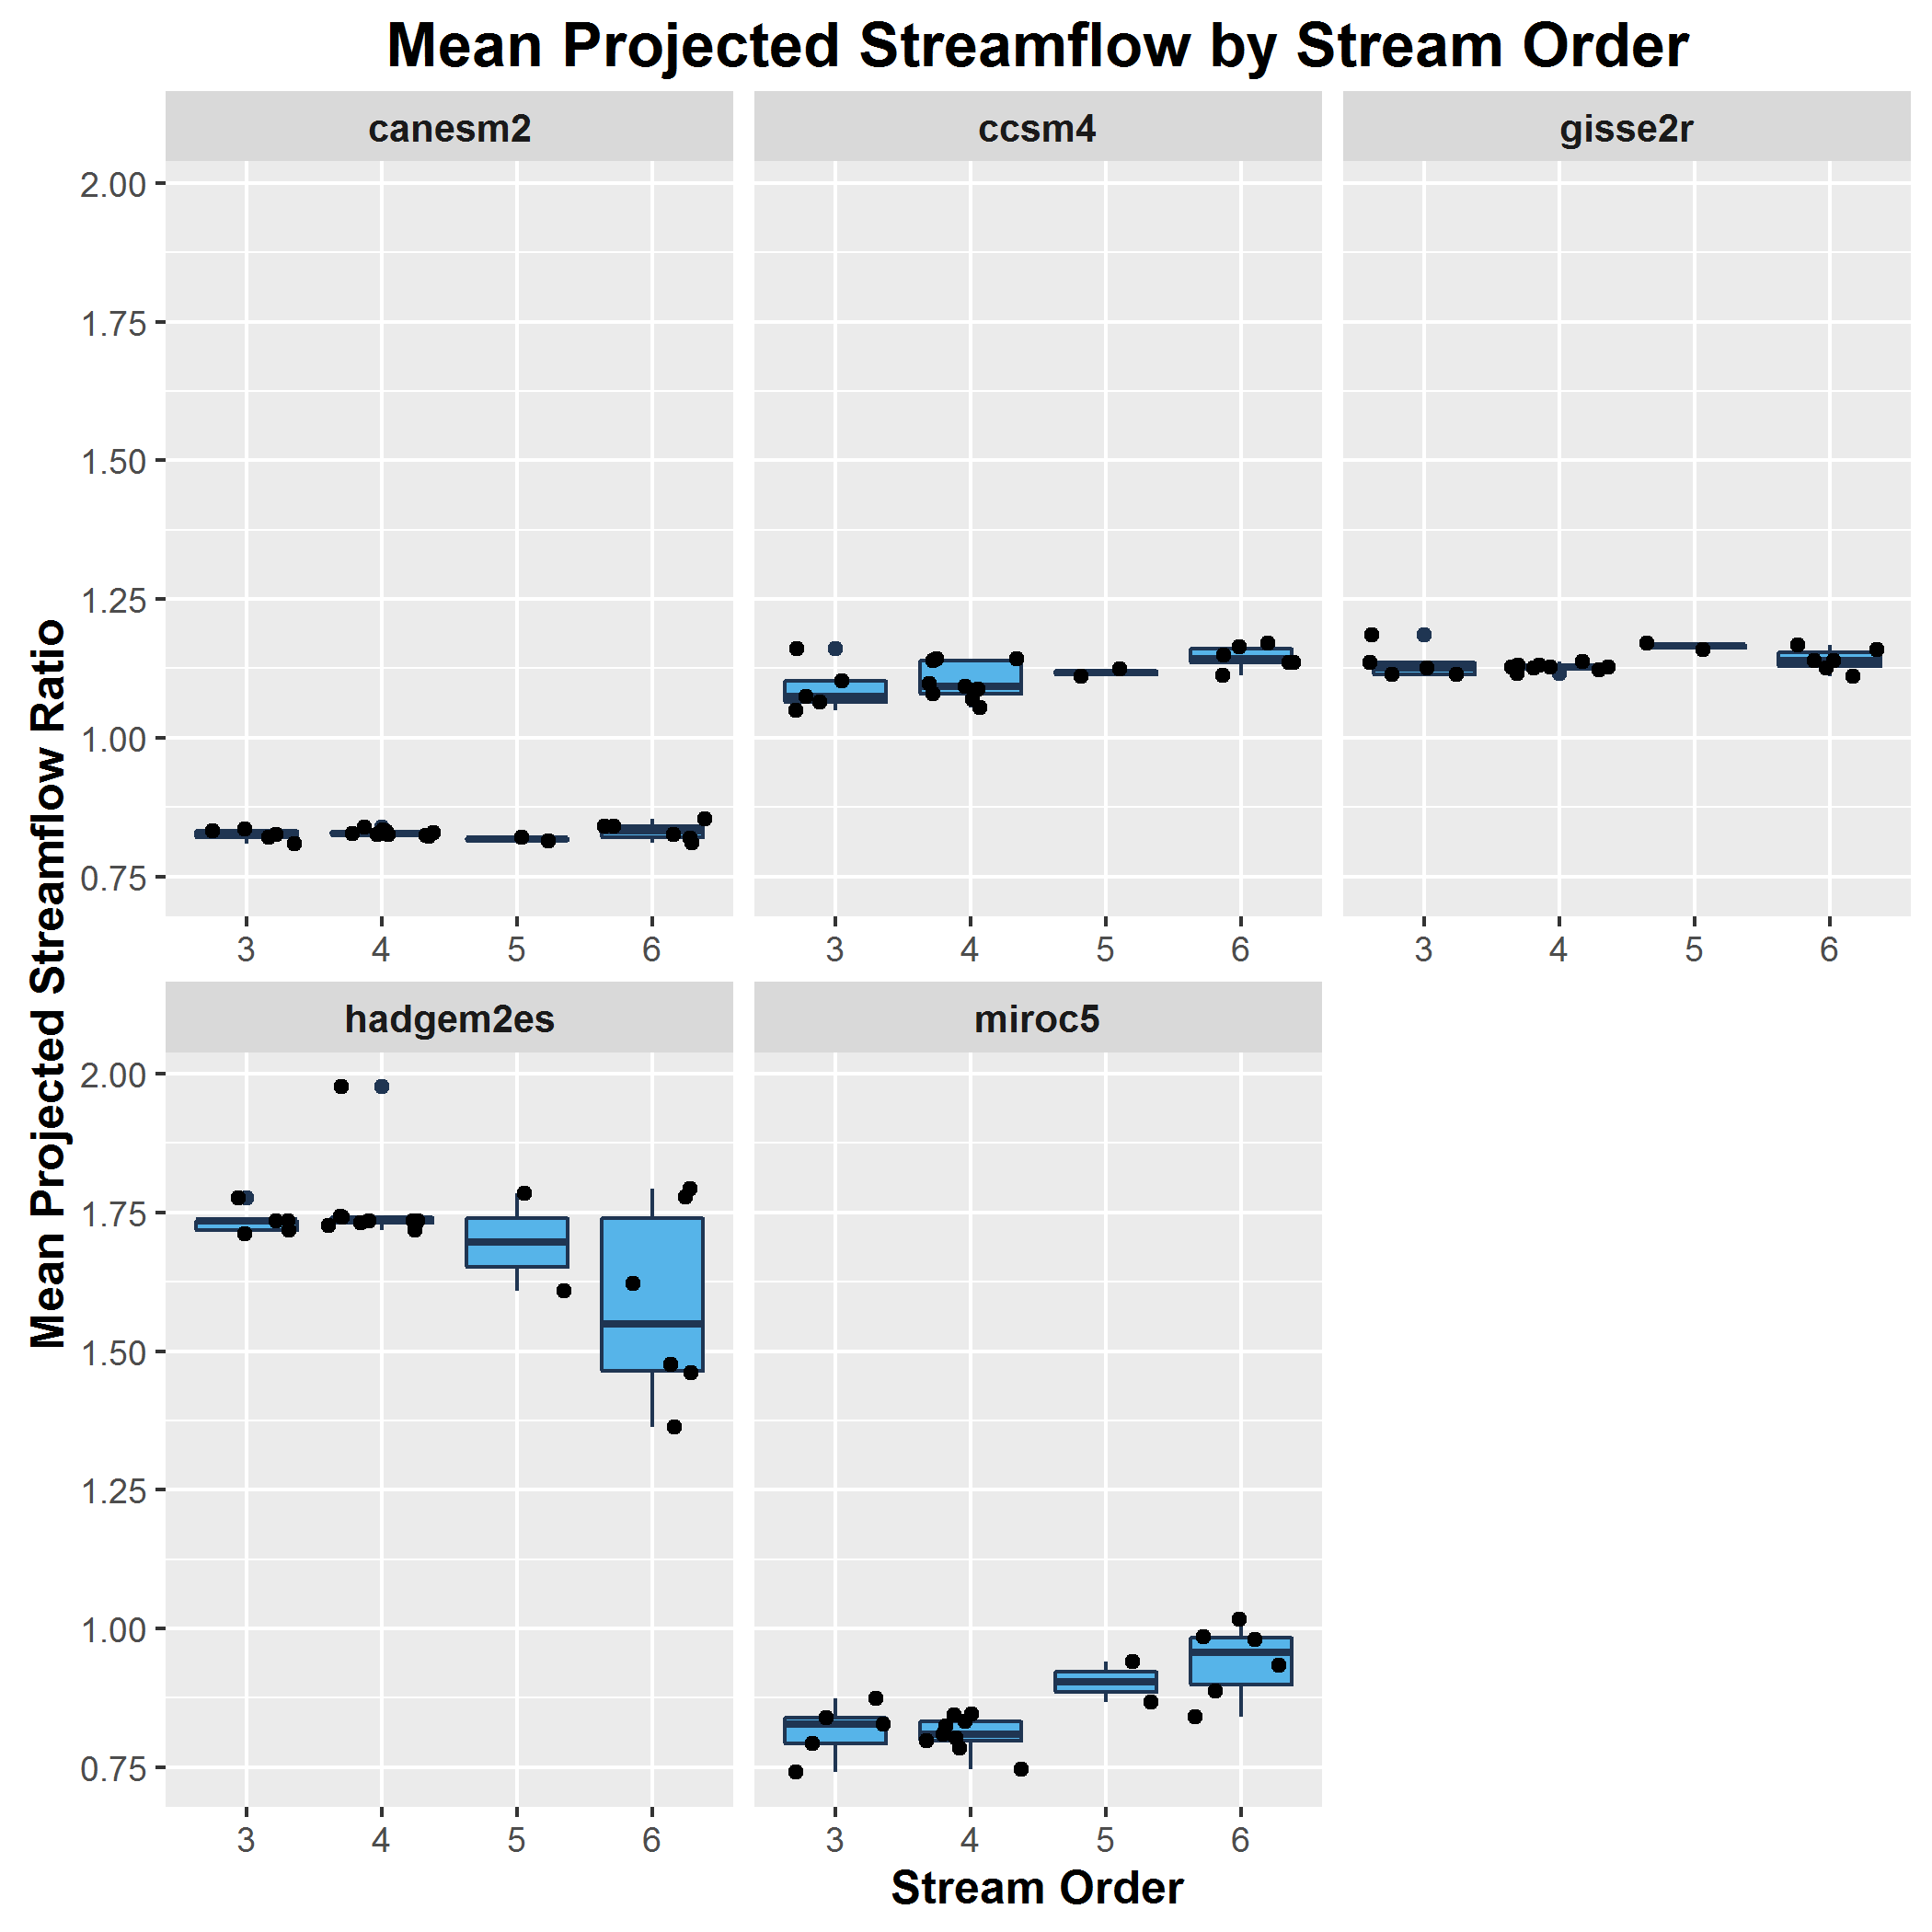 Mean Projected Streamflow by Stream Order
canesm2
ccsm4
gisse2r
2.00
1.75
1.50
1.25
1.00
0.75
3 4 5 6
3 4 5 6
3 4 5 6
Mean Projected Streamflow Ratio
hadgem2es
miroc5
2.00
1.75
1.50
1.25
1.00
0.75
3 4 5 6
3 4 5 6
Stream Order